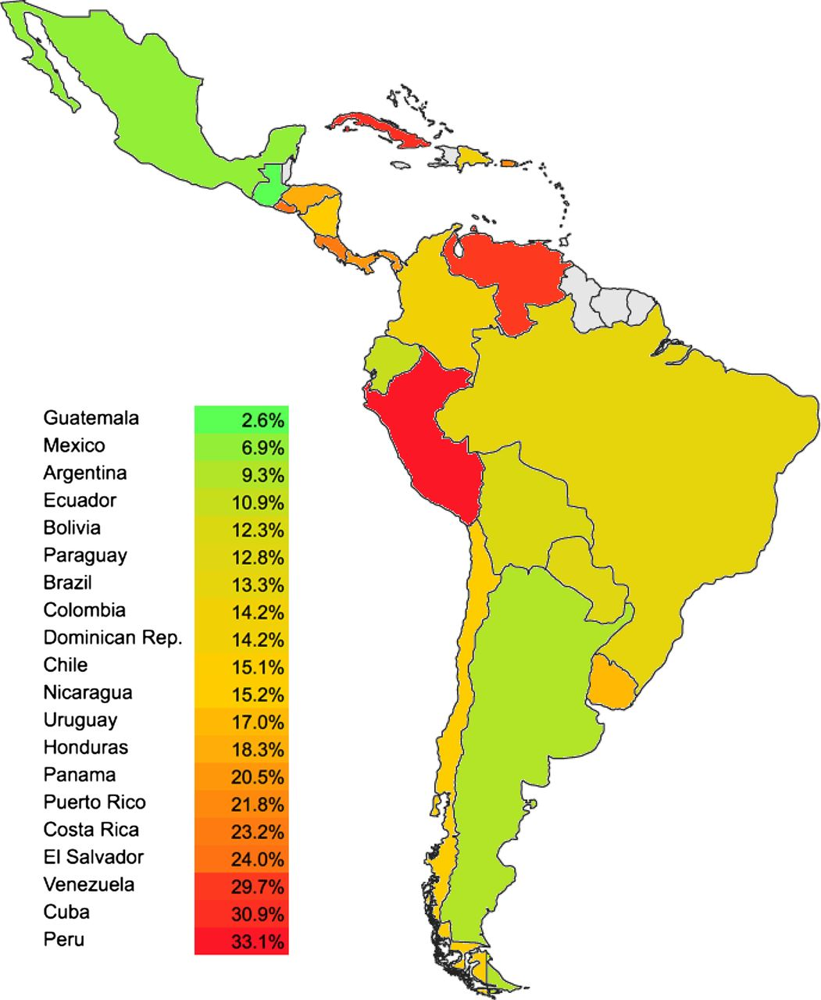 Guatemala 2.6%
Mexico 6.9%
Argentina 9.3%
Ecuador 10.9%
Bolivia 12.3%
Paraguay 12.8%
Brazil 13.3%
Colombia 14.2%
Dominican Rep. 14.2%
Chile 15.1%
Nicaragua 15.2%
Uruguay 17.0%
Honduras 18.3%
Panama 20.5%
Puerto Rico 21.8%
Costa Rica 23.2%
El Salvador 24.0%
Venezuela 29.7%
Cuba 30.9%
Peru 33.1%